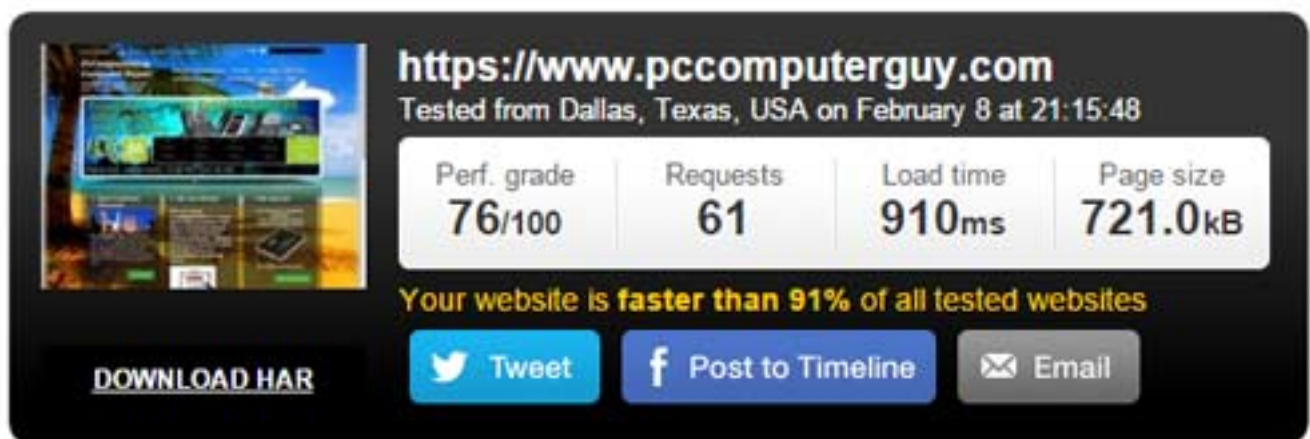 https://www.pccomputerguy.com
Tested from Dallas, Texas, USA on February 8 at 21:15:48
Perf. grade Requests Load time Page size
76/100 61 910ms 721.0kB
Your website is faster than 91% of all tested websites
DOWNLOAD HAR Tweet Post to Timeline Email